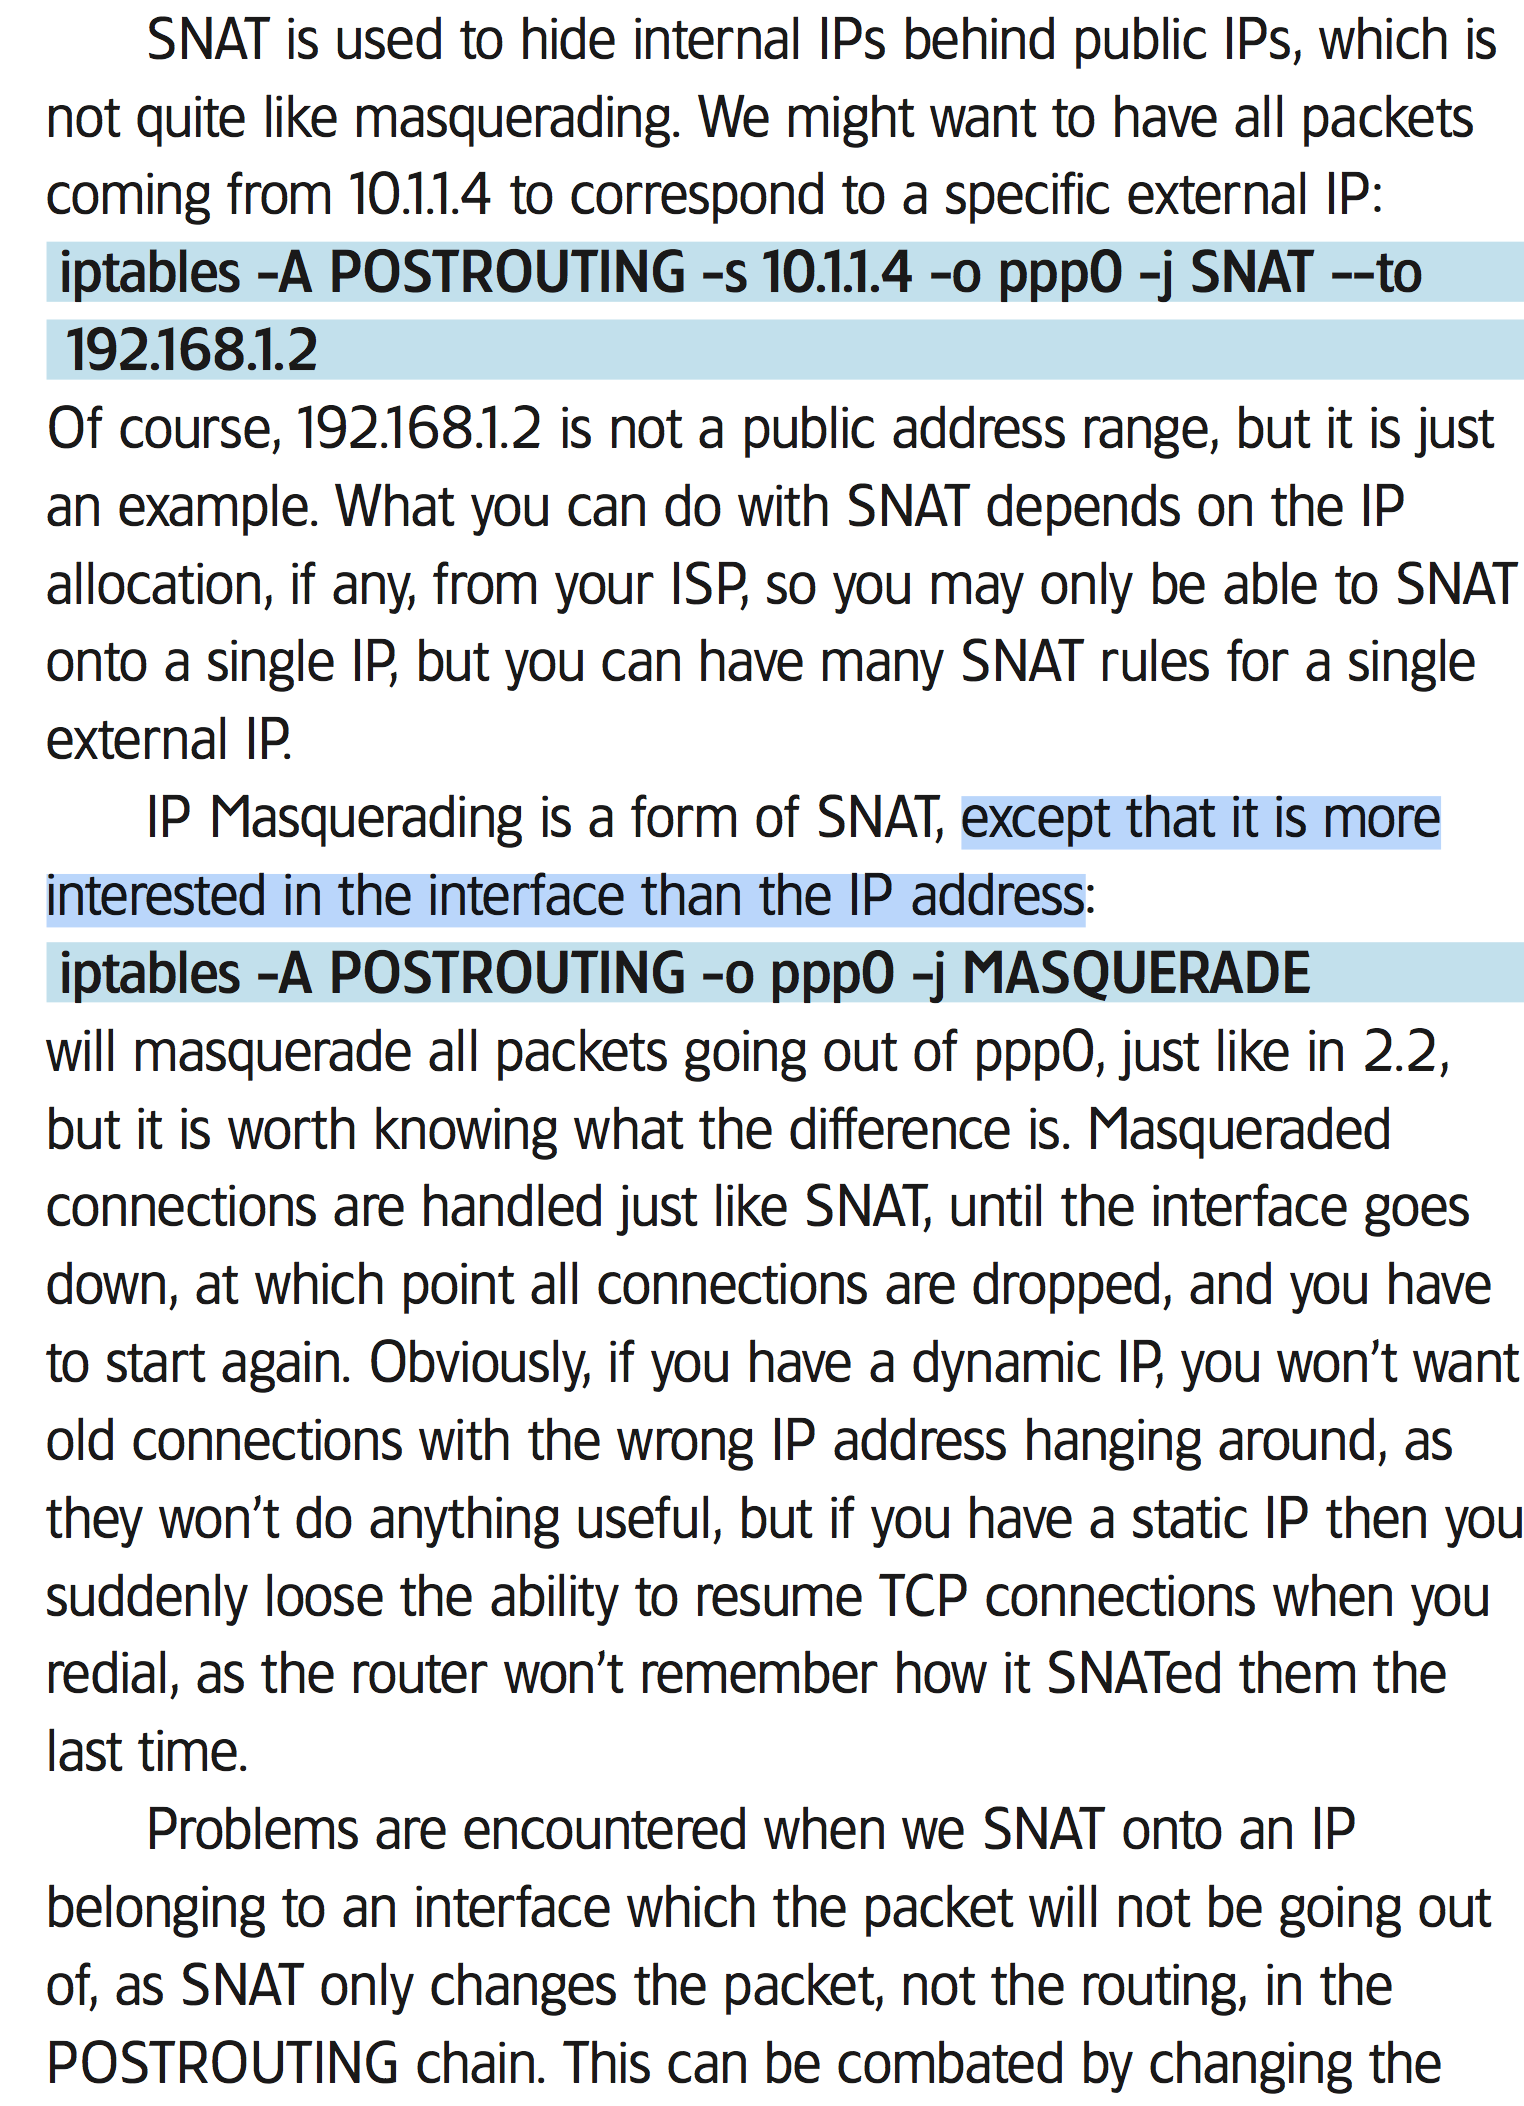 SNAT is used to hide internal IPs behind public IPs, which is
not quite like masquerading. We might want to have all packets
coming from 10.1.1.4 to correspond to a specific external IP:
iptables -A POSTROUTING -s 10.1.1.4 -o ppp0 -j SNAT --to
192.168.1.2
Of course, 192.168.1.2 is not a public address range, but it is just
an example. What you can do with SNAT depends on the IP
allocation, if any, from your ISP, so you may only be able to SNAT
onto a single IP, but you can have many SNAT rules for a single
external IP.
IP Masquerading is a form of SNAT, except that it is more
interested in the interface than the IP address:
iptables -A POSTROUTING -o ppp0 -j MASQUERADE
will masquerade all packets going out of ppp0, just like in 2.2,
but it is worth knowing what the difference is. Masqueraded
connections are handled just like SNAT, until the interface goes
down, at which point all connections are dropped, and you have
to start again. Obviously, if you have a dynamic IP, you won't want
old connections with the wrong IP address hanging around, as
they won't do anything useful, but if you have a static IP then you
suddenly loose the ability to resume TCP connections when you
redial, as the router won't remember how it SNATed them the
last time.
Problems are encountered when we SNAT onto an IP
belonging to an interface which the packet will not be going out
of, as SNAT only changes the packet, not the routing, in the
POSTROUTING chain. This can be combated by changing the